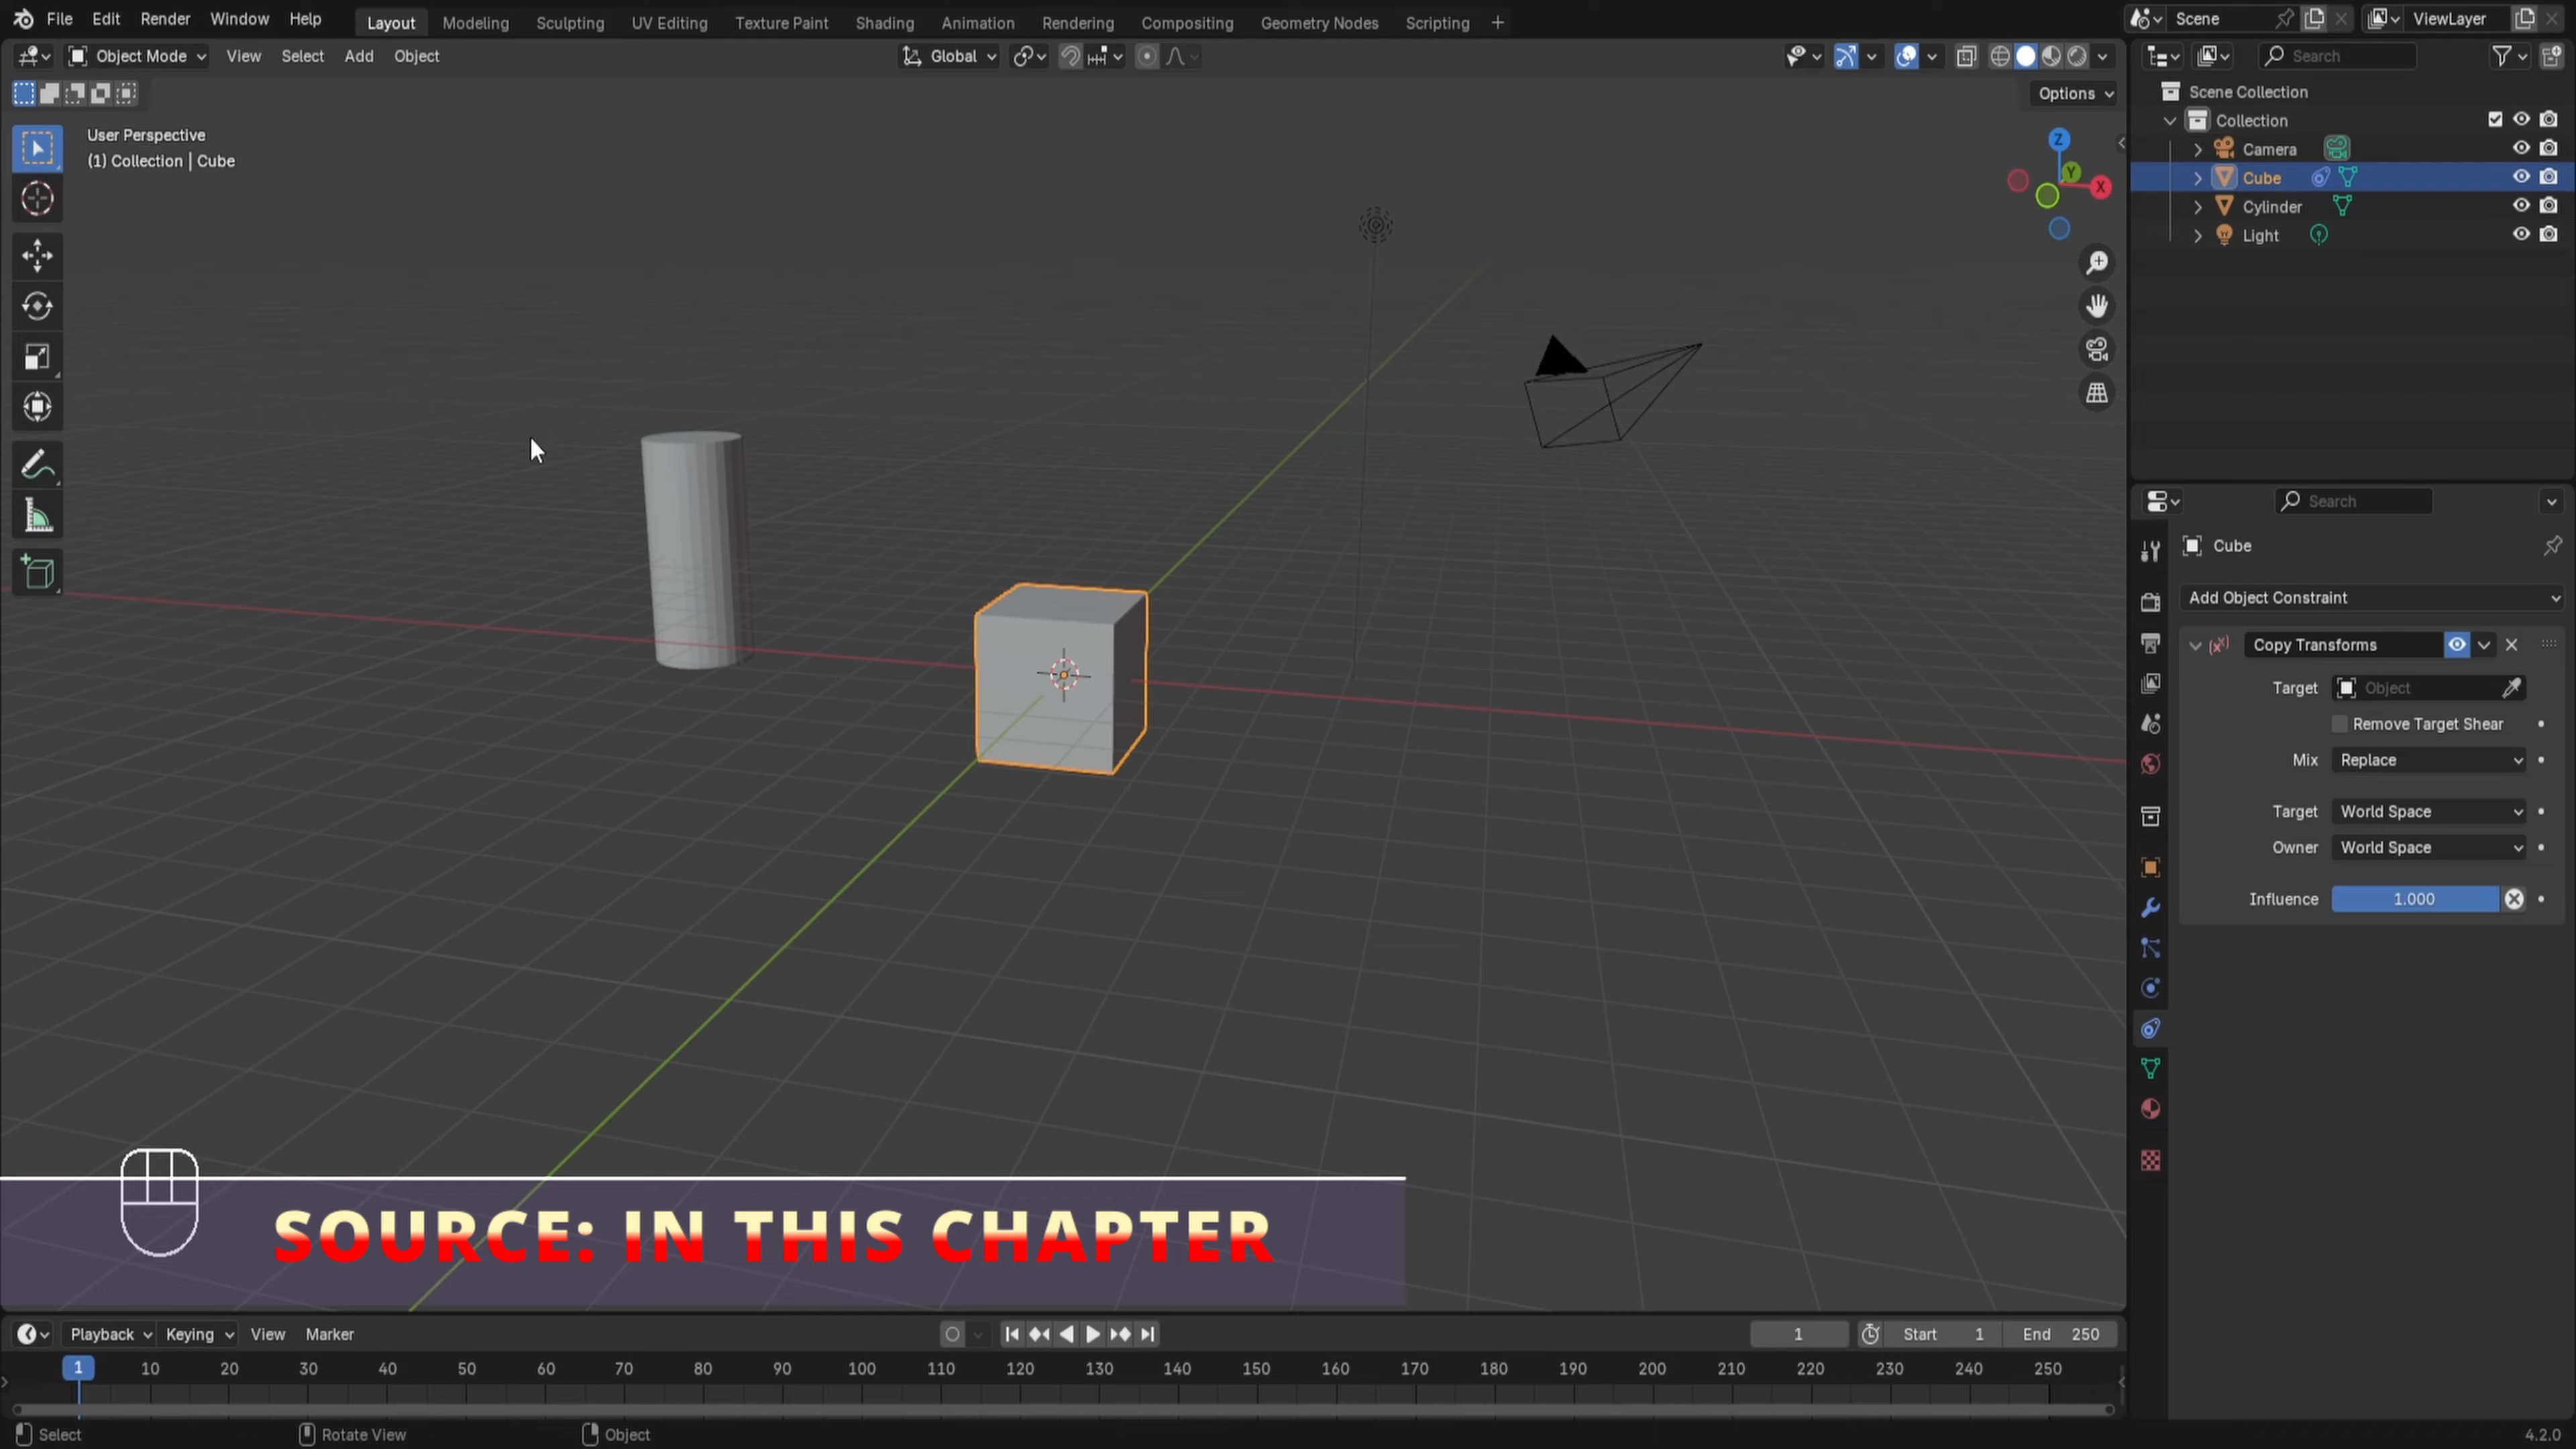 File Edit Render Window Help
Layout Modeling Sculpting UV Editing Texture Paint Shading Animation Rendering Compositing Geometry Nodes Scripting +
Scene
ViewLayer
Object Mode View Select Add Object
Global
Search
Options
User Perspective
(1) Collection | Cube
Z
Y
X
Scene Collection
Collection
Camera
Cube
Cylinder
Light
Search
Cube
Add Object Constraint
Copy Transforms
Target Object
Remove Target Shear
Mix Replace
Target World Space
Owner World Space
Influence 1.000
SOURCE: IN THIS CHAPTER
Playback Keying View Marker
1 Start 1 End 250
1 10 20 30 40 50 60 70 80 90 100 110 120 130 140 150 160 170 180 190 200 210 220 230 240 250
Select Rotate View Object
4.2.0